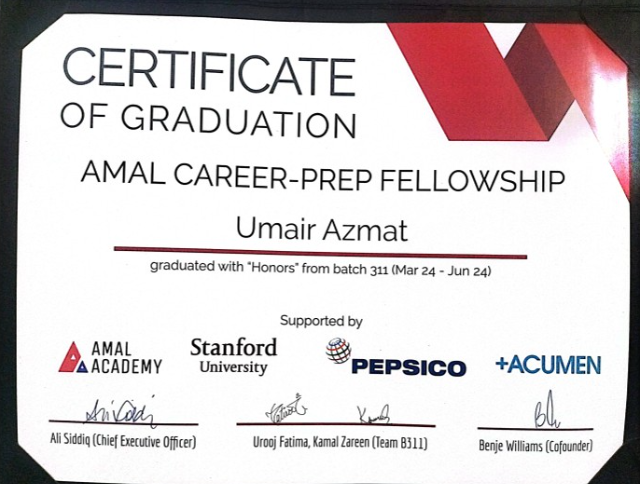 CERTIFICATE
OF GRADUATION
AMAL CAREER-PREP FELLOWSHIP
Umair Azmat
graduated with "Honors" from batch 311 (Mar 24 - Jun 24)
Supported by
AMAL
ACADEMY
Stanford
University
PEPSICO
+ACUMEN
Ali Siddiq (Chief Executive Officer)
Urooj Fatima, Kamal Zareen (Team B311)
Benje Williams (Cofounder)